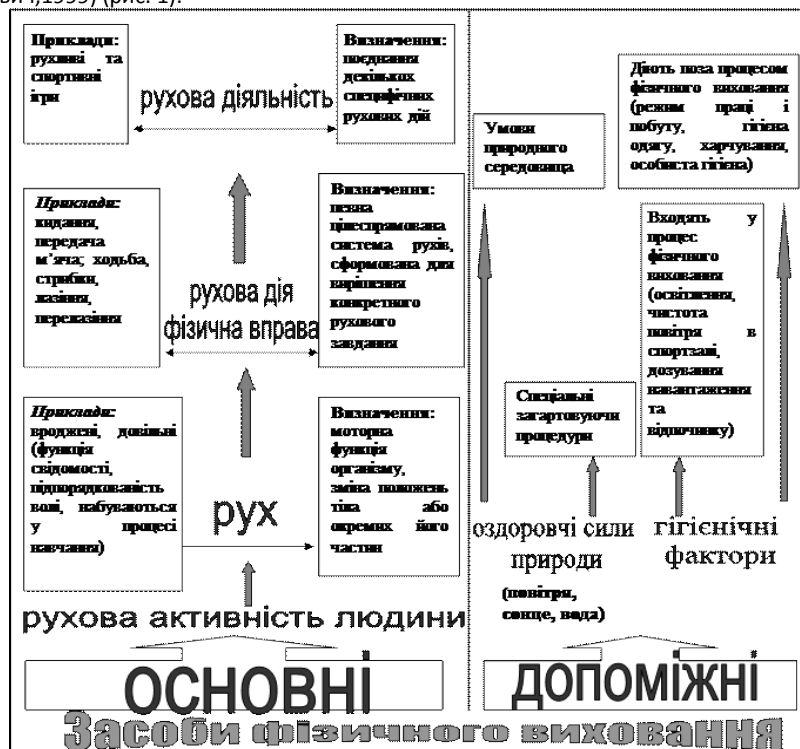 (рис. 1).
Приклади:
рухливі та
спортивні
ігри
рухова діяльність
Визначення:
поєднання
декількох
специфічних
рухових дій
Приклади:
кидання,
передача
м'яча; ходьба,
стрибки,
лазіння,
перелазіння
рухова дія
фізична вправа
Визначення:
певна
цілеспрямована
система рухів,
сформована для
вирішення
конкретного
рухового
завдання
Приклади:
вроджені, довільні
(функція
свідомості,
підпорядкованість
волі, набуваються
у процесі
навчання)
рух
Визначення:
моторна
функція
організму,
зміна положень
тіла або
окремих його
частин
рухова активність людини
ОСНОВНІ
Умови
природного
середовища
Діють поза процесом
фізичного виховання
(режим праці і
побуту, гігієна
одягу, харчування,
особиста гігієна)
Входять у
процес
фізичного
виховання
(освітлення,
чистота
повітря в
спортзалі,
дозування
навантаження
та
відпочинку)
Спеціальні
загартовуючи
процедури
оздоровчі сили
природи
(повітря,
сонце, вода)
гігієнічні
фактори
ДОПОМІЖНІ
Засоби фізичного виховання